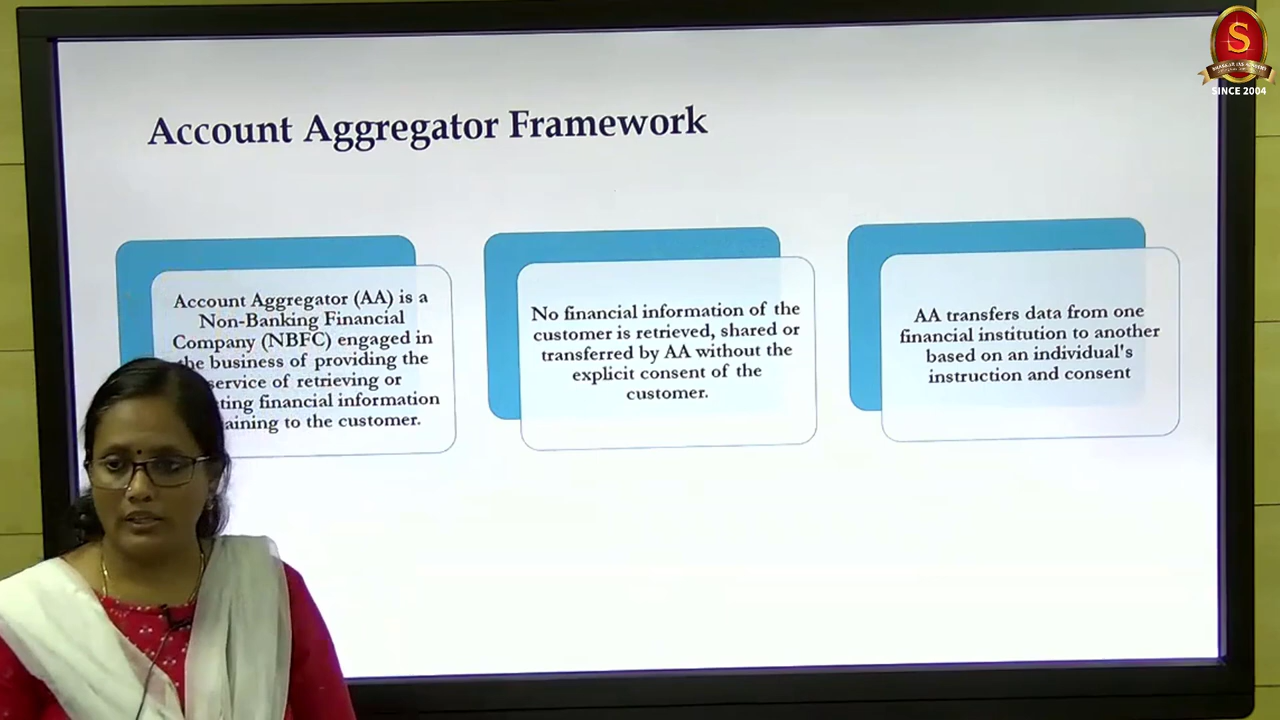 Account Aggregator Framework
Account Aggregator (AA) is a
Non-Banking Financial
Company (NBFC) engaged in
the business of providing the
service of retrieving or
financial information
to the customer.
No financial information of the
customer is retrieved, shared or
transferred by AA without the
explicit consent of the
customer.
AA transfers data from one
financial institution to another
based on an individual's
instruction and consent
S
SINCE 2004